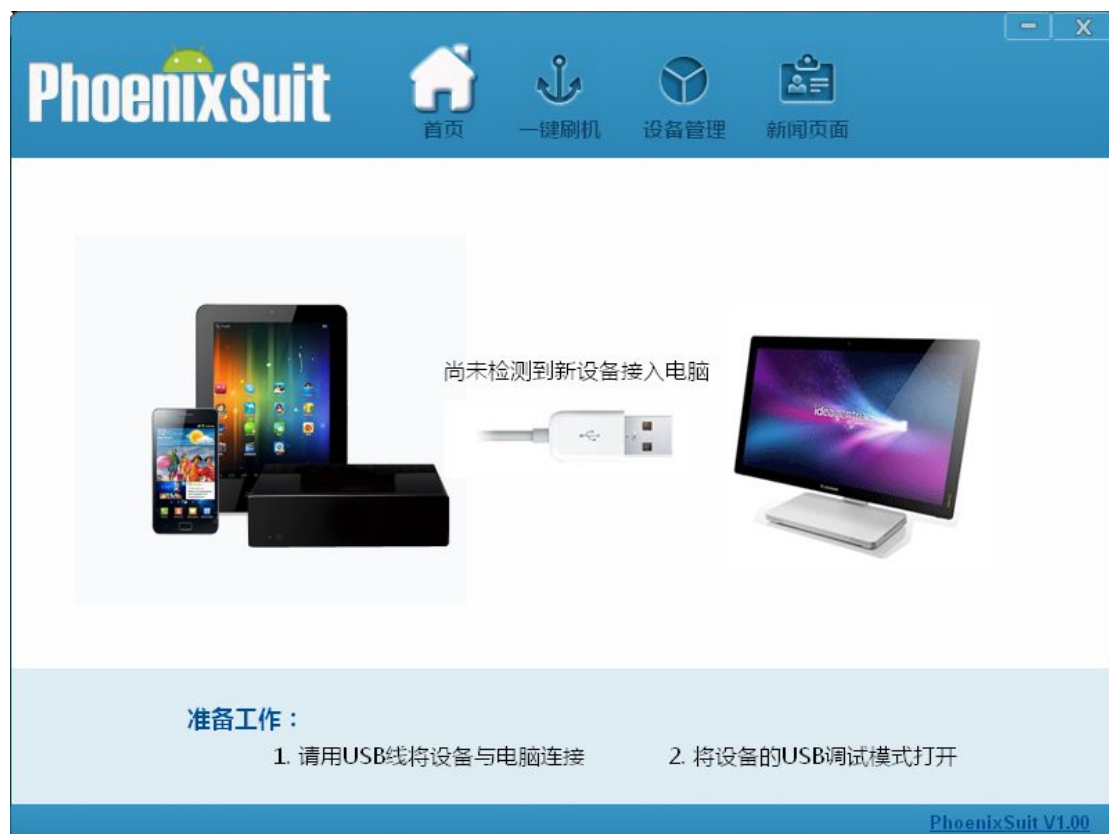 PhoenixSuit
首页
一键刷机
设备管理
新闻页面
X
尚未检测到新设备接入电脑
准备工作：
1. 请用USB线将设备与电脑连接
2. 将设备的USB调试模式打开
PhoenixSuit V1.00